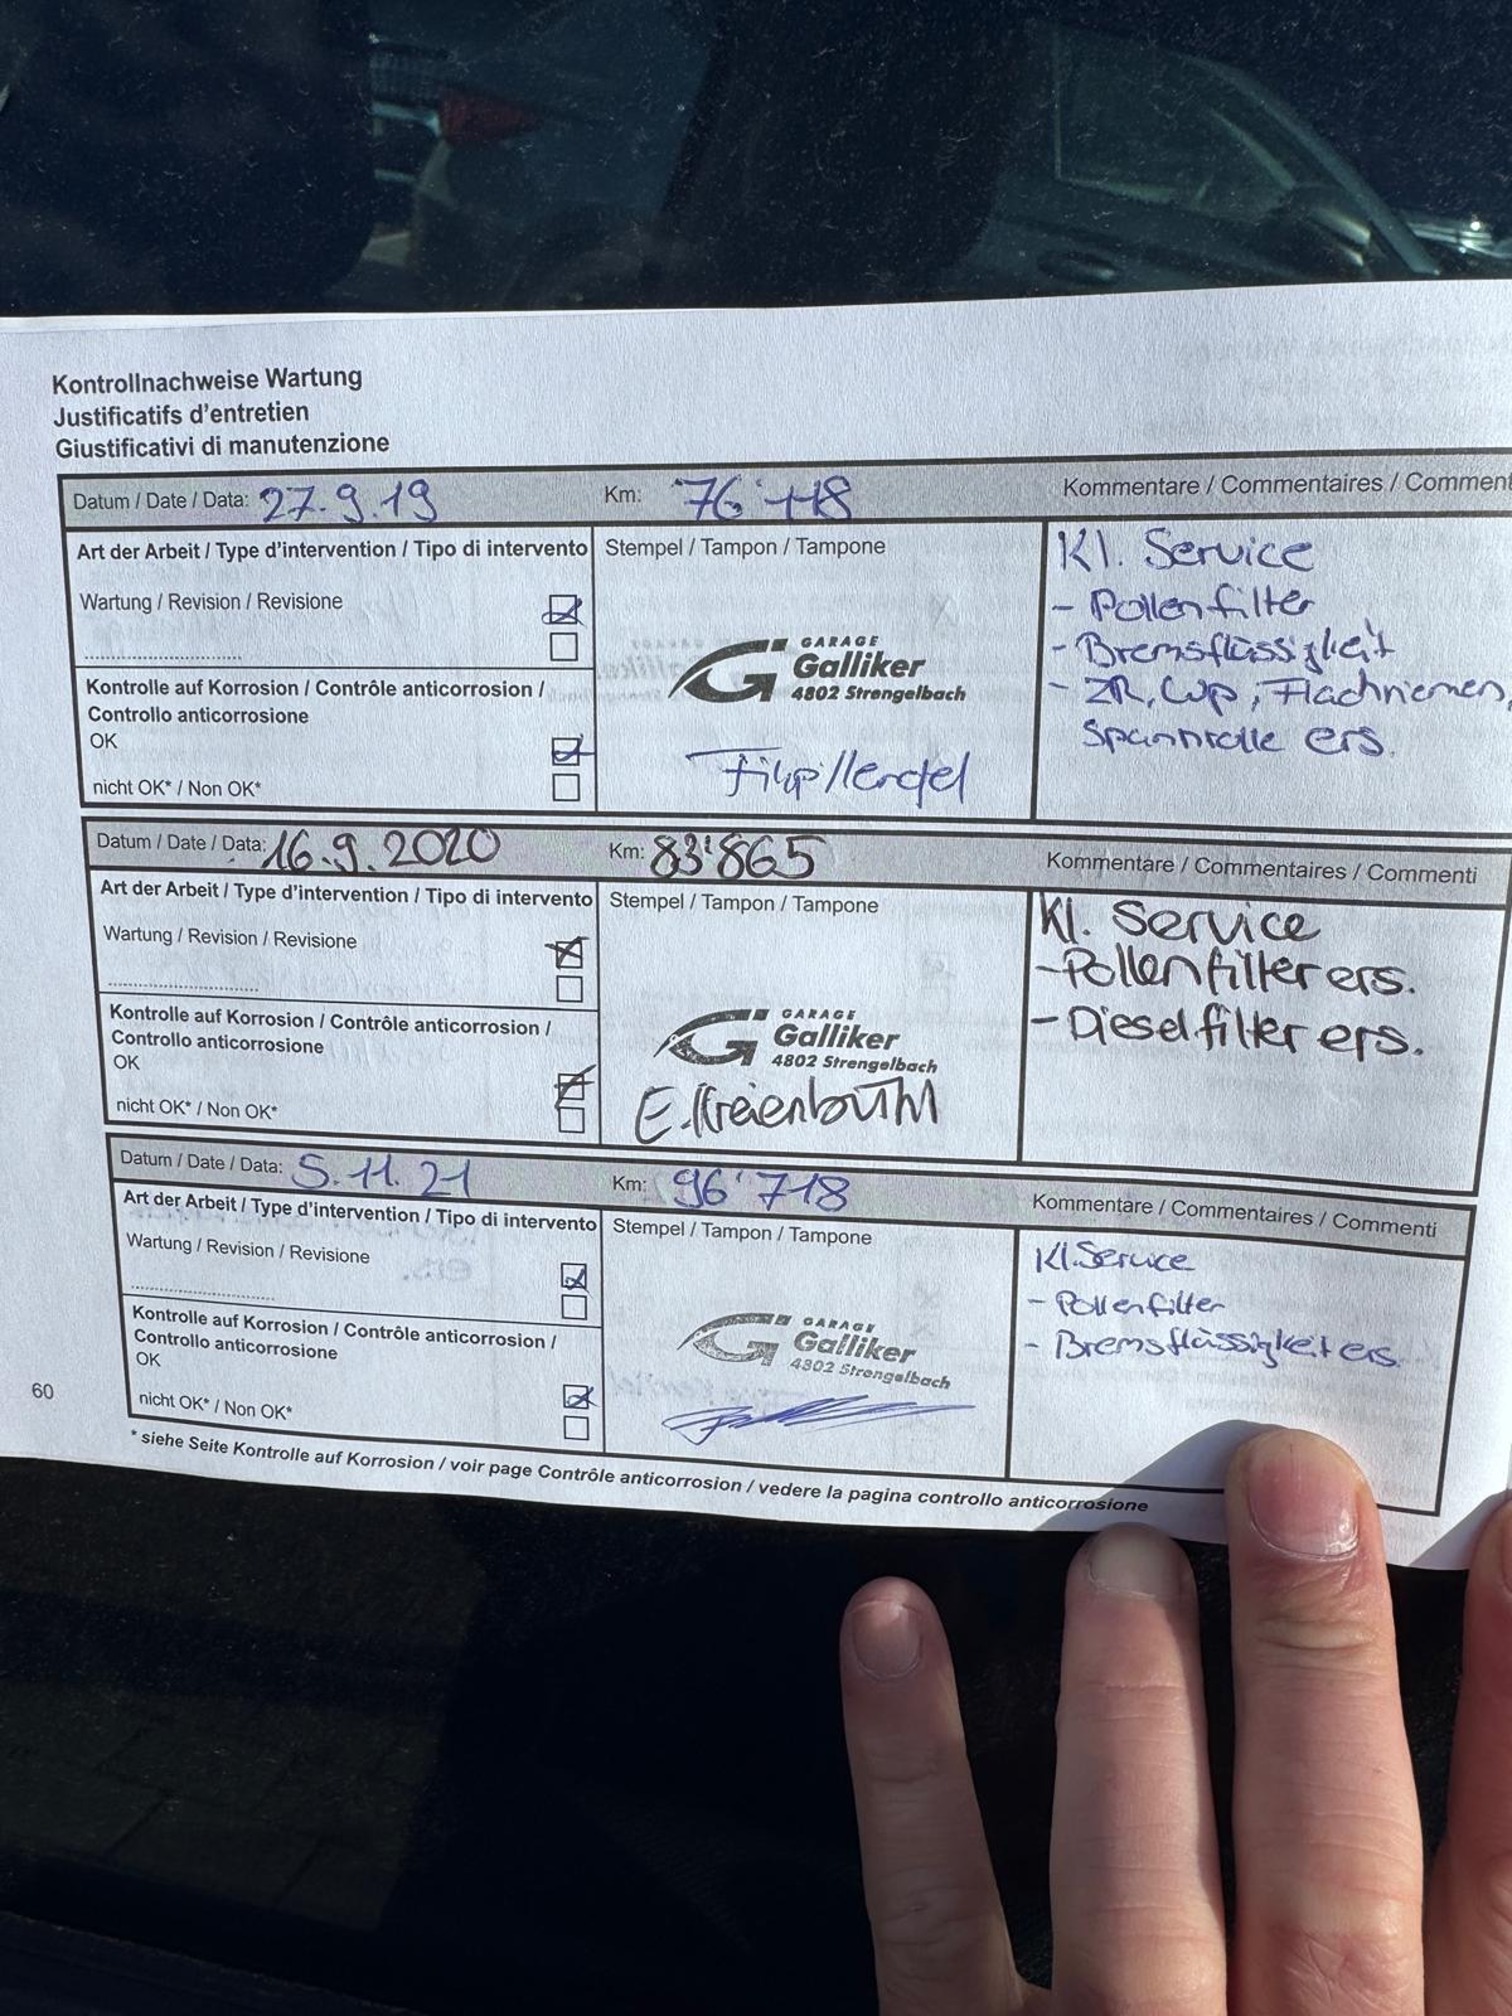 Kontrollnachweise Wartung
Justificatifs d'entretien
Giustificativi di manutenzione
Datum / Date / Data: 27.9.19
Km: 76'118
Kommentare / Commentaires / Comment
Art der Arbeit / Type d'intervention / Tipo di intervento
Wartung / Revision / Revisione
Kontrolle auf Korrosion / Contrôle anticorrosion /
Controllo anticorrosione
OK
nicht OK* / Non OK*
Stempel / Tampon / Tampone
GARAGE
Galliker
4802 Strengelbach
Kl. Service
- Pollenfilter
- Bremsflüssigkeit
- ZR, Wp, Flachriemen,
Spannrolle ers.
Datum / Date / Data: 16.9.2020
Km: 83'865
Kommentare / Commentaires / Commenti
Art der Arbeit / Type d'intervention / Tipo di intervento
Wartung / Revision / Revisione
Kontrolle auf Korrosion / Contrôle anticorrosion /
Controllo anticorrosione
OK
nicht OK* / Non OK*
Stempel / Tampon / Tampone
GARAGE
Galliker
4802 Strengelbach
E. Kreienbühl
Kl. Service
- Pollenfilter ers.
- Dieselfilter ers.
Datum / Date / Data: 5.11.21
Km: 96'718
Kommentare / Commentaires / Commenti
Art der Arbeit / Type d'intervention / Tipo di intervento
Wartung / Revision / Revisione
Kontrolle auf Korrosion / Contrôle anticorrosion /
Controllo anticorrosione
OK
nicht OK* / Non OK*
Stempel / Tampon / Tampone
GARAGE
Galliker
4802 Strengelbach
Kl. Service
- Pollenfilter
- Bremsflüssigkeit ers.
60
* siehe Seite Kontrolle auf Korrosion / voir page Contrôle anticorrosion / vedere la pagina controllo anticorrosione